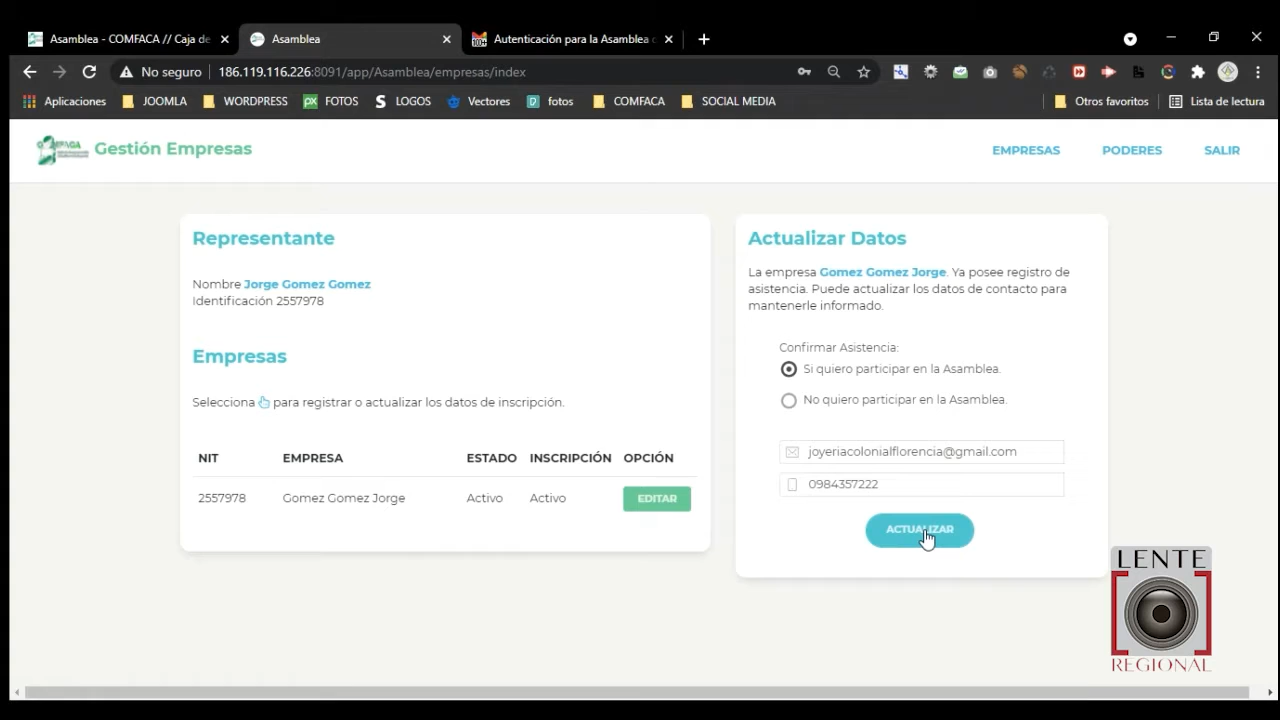 Asamblea - COMFACA // Caja de
Asamblea
100+
Autenticación para la Asamblea
No seguro
186.119.116.226:8091/app/Asamblea/empresas/index
Aplicaciones
JOOMLA
WORDPRESS
px FOTOS
S LOGOS
Vectores
D fotos
COMFACA
SOCIAL MEDIA
Otros favoritos
Lista de lectura
Gestión Empresas
EMPRESAS
PODERES
SALIR
Representante
Nombre Jorge Gomez Gomez
Identificación 2557978
Empresas
Selecciona para registrar o actualizar los datos de inscripción.
NIT EMPRESA ESTADO INSCRIPCIÓN OPCIÓN
2557978 Gomez Gomez Jorge Activo Activo EDITAR
Actualizar Datos
La empresa Gomez Gomez Jorge. Ya posee registro de
asistencia. Puede actualizar los datos de contacto para
mantenerle informado.
Confirmar Asistencia:
Si quiero participar en la Asamblea.
No quiero participar en la Asamblea.
joyeriacolonialflorencia@gmail.com
0984357222
ACTUALIZAR
LENTE
REGIONAL